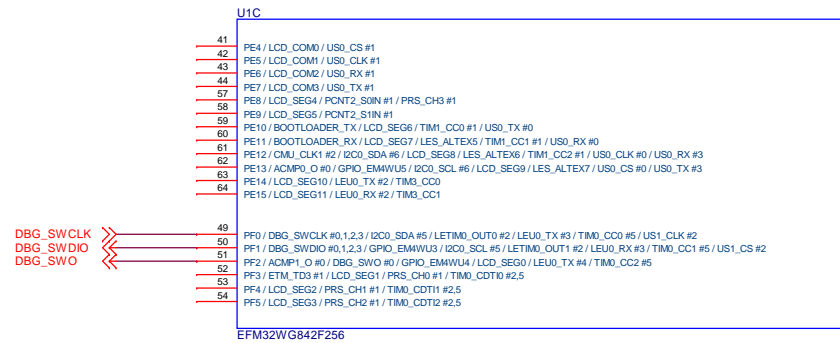 U1C
41 PE4 / LCD_COM0 / US0_CS #1
42 PE5 / LCD_COM1 / US0_CLK #1
43 PE6 / LCD_COM2 / US0_RX #1
44 PE7 / LCD_COM3 / US0_TX #1
57 PE8 / LCD_SEG4 / PCNT2_S0IN #1 / PRS_CH3 #1
58 PE9 / LCD_SEG5 / PCNT2_S1IN #1
59 PE10 / BOOTLOADER_TX / LCD_SEG6 / TIM1_CC0 #1 / US0_TX #0
60 PE11 / BOOTLOADER_RX / LCD_SEG7 / LES_ALTEX5 / TIM1_CC1 #1 / US0_RX #0
61 PE12 / CMU_CLK1 #2 / I2C0_SDA #6 / LCD_SEG8 / LES_ALTEX6 / TIM1_CC2 #1 / US0_CLK #0 / US0_RX #3
62 PE13 / ACMP0_O #0 / GPIO_EM4WU5 / I2C0_SCL #6 / LCD_SEG9 / LES_ALTEX7 / US0_CS #0 / US0_TX #3
63 PE14 / LCD_SEG10 / LEU0_TX #2 / TIM3_CC0
64 PE15 / LCD_SEG11 / LEU0_RX #2 / TIM3_CC1
DBG_SWCLK 49 PF0 / DBG_SWCLK #0,1,2,3 / I2C0_SDA #5 / LETIM0_OUT0 #2 / LEU0_TX #3 / TIM0_CC0 #5 / US1_CLK #2
DBG_SWDIO 50 PF1 / DBG_SWDIO #0,1,2,3 / GPIO_EM4WU3 / I2C0_SCL #5 / LETIM0_OUT1 #2 / LEU0_RX #3 / TIM0_CC1 #5 / US1_CS #2
DBG_SWO 51 PF2 / ACMP1_O #0 / DBG_SWO #0 / GPIO_EM4WU4 / LCD_SEG0 / LEU0_TX #4 / TIM0_CC2 #5
52 PF3 / ETM_TD3 #1 / LCD_SEG1 / PRS_CH0 #1 / TIM0_CDTI0 #2,5
53 PF4 / LCD_SEG2 / PRS_CH1 #1 / TIM0_CDTI1 #2,5
54 PF5 / LCD_SEG3 / PRS_CH2 #1 / TIM0_CDTI2 #2,5
EFM32WG842F256